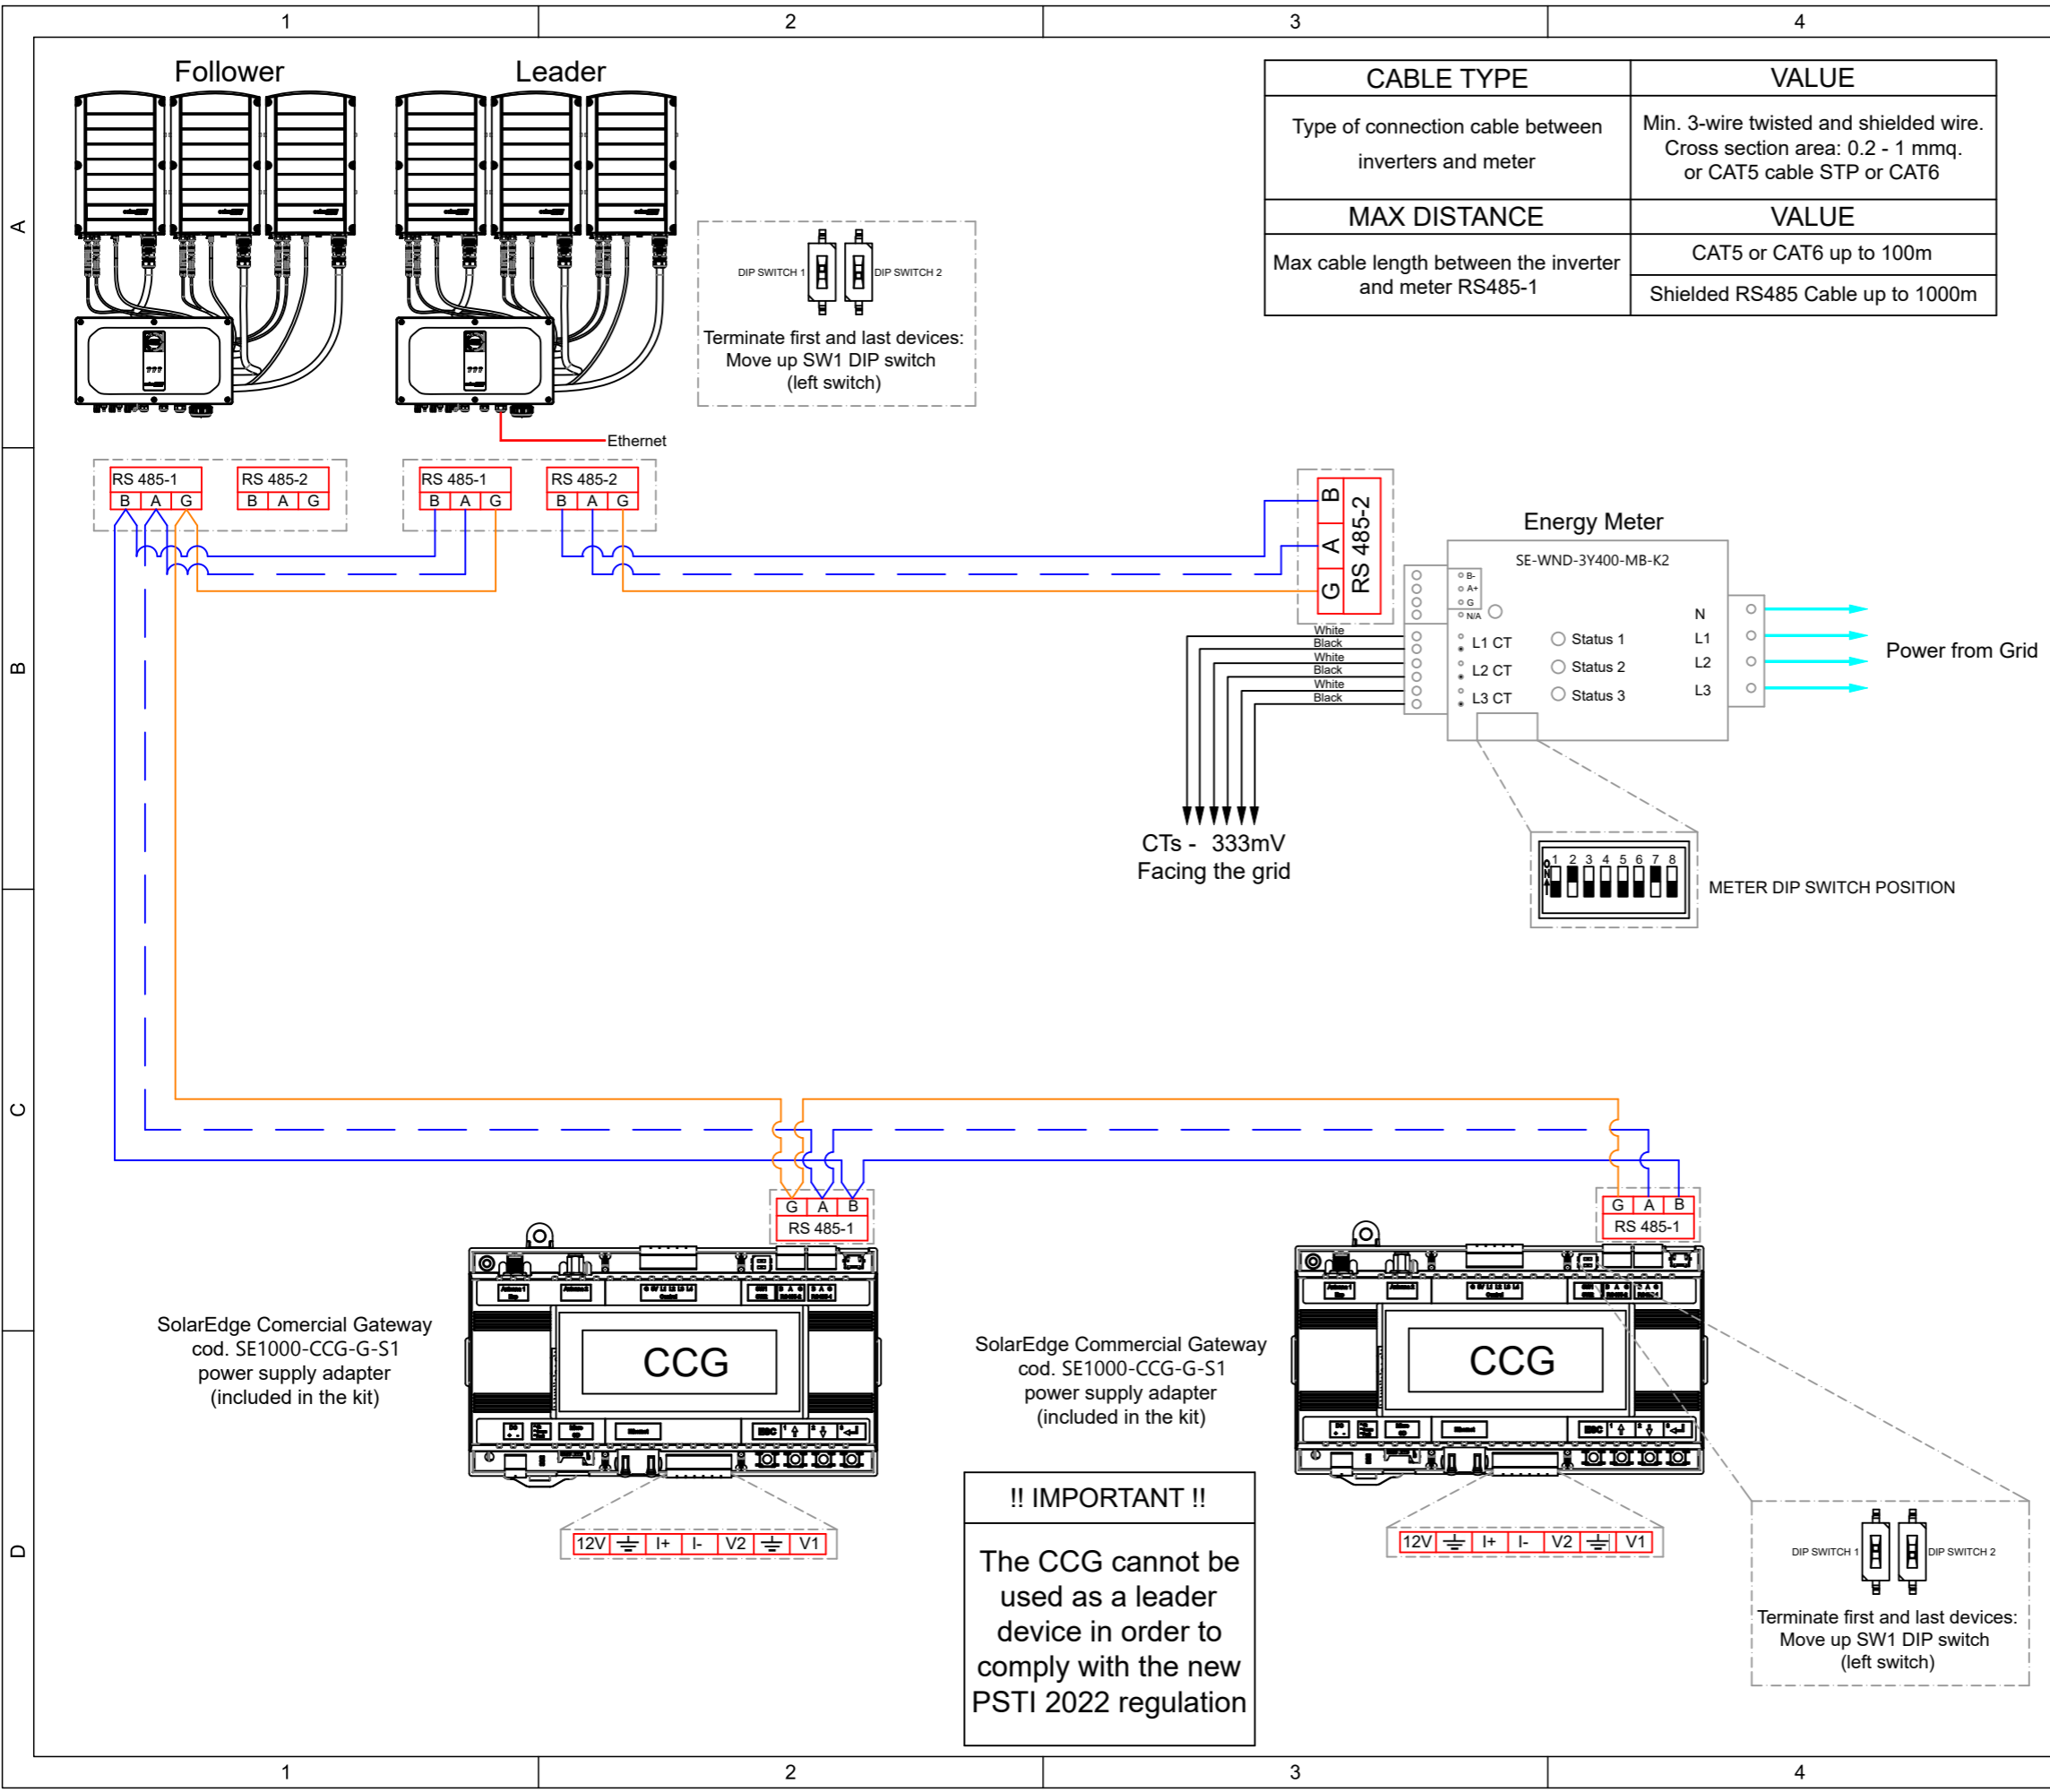 1
2
3
4
A
B
C
D
Follower
Leader
CABLE TYPE
VALUE
Type of connection cable between
inverters and meter
Min. 3-wire twisted and shielded wire.
Cross section area: 0.2 - 1 mmq.
or CAT5 cable STP or CAT6
MAX DISTANCE
VALUE
Max cable length between the inverter
and meter RS485-1
CAT5 or CAT6 up to 100m
Shielded RS485 Cable up to 1000m
DIP SWITCH 1
DIP SWITCH 2
Terminate first and last devices:
Move up SW1 DIP switch
(left switch)
Ethernet
RS 485-1
B A G
RS 485-2
B A G
RS 485-1
B A G
RS 485-2
B A G
B A G
RS 485-2
Energy Meter
SE-WND-3Y400-MB-K2
B-
A+
G
N/A
L1 CT
L2 CT
L3 CT
Status 1
Status 2
Status 3
N
L1
L2
L3
Power from Grid
White
Black
White
Black
White
Black
CTs - 333mV
Facing the grid
ON
1 2 3 4 5 6 7 8
METER DIP SWITCH POSITION
G A B
RS 485-1
G A B
RS 485-1
SolarEdge Comercial Gateway
cod. SE1000-CCG-G-S1
power supply adapter
(included in the kit)
CCG
Ethernet
ESC
12V I+ I- V2 V1
SolarEdge Commercial Gateway
cod. SE1000-CCG-G-S1
power supply adapter
(included in the kit)
CCG
Ethernet
ESC
12V I+ I- V2 V1
!! IMPORTANT !!
The CCG cannot be
used as a leader
device in order to
comply with the new
PSTI 2022 regulation
DIP SWITCH 1
DIP SWITCH 2
Terminate first and last devices:
Move up SW1 DIP switch
(left switch)
1
2
3
4